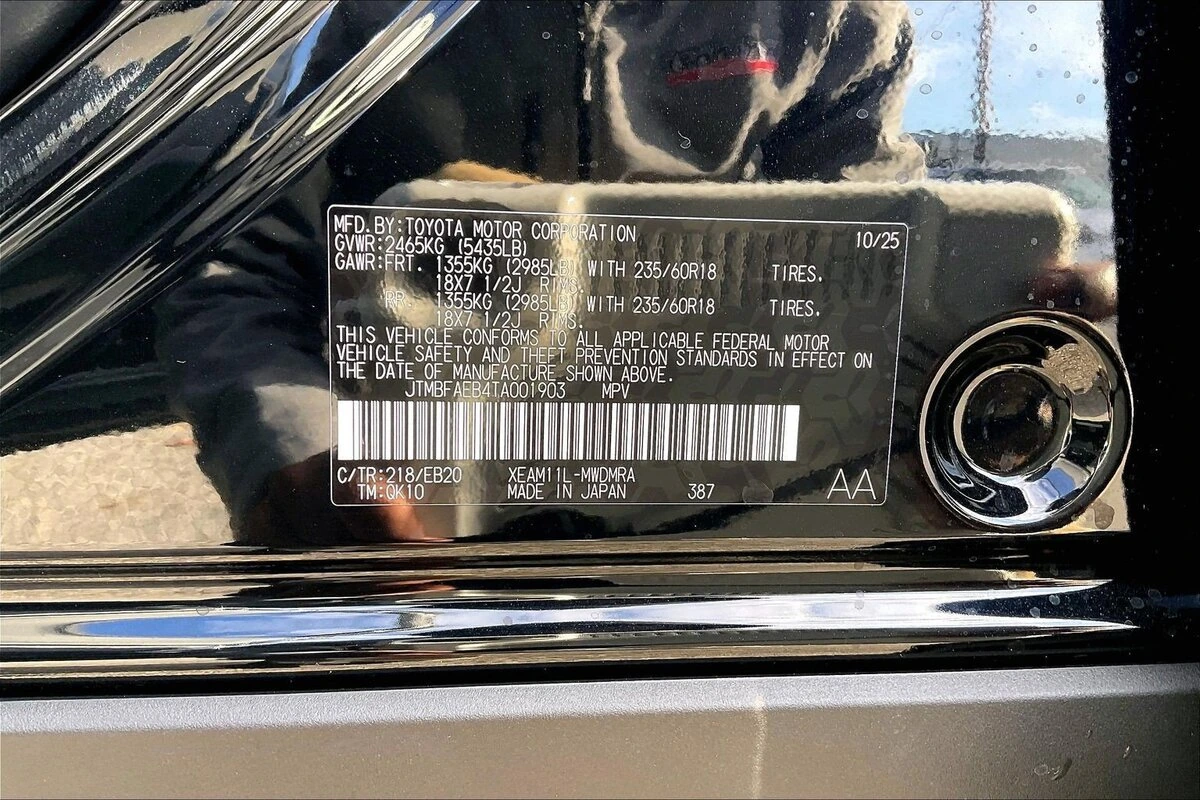 MFD.BY:TOYOTA MOTOR CORPORATION 10/25
GVWR:2465KG (5435LB)
GAWR:FRT. 1355KG (2985LB) WITH 235/60R18 TIRES.
18X7 1/2J RIMS.
RR. 1355KG (2985LB) WITH 235/60R18 TIRES.
18X7 1/2J RIMS.
THIS VEHICLE CONFORMS TO ALL APPLICABLE FEDERAL MOTOR
VEHICLE SAFETY AND THEFT PREVENTION STANDARDS IN EFFECT ON
THE DATE OF MANUFACTURE SHOWN ABOVE.
JTMBFAEB4TA001903 MPV
C/TR:218/EB20 XEAM11L-MWDMRA
TM:QK10 MADE IN JAPAN 387 AA